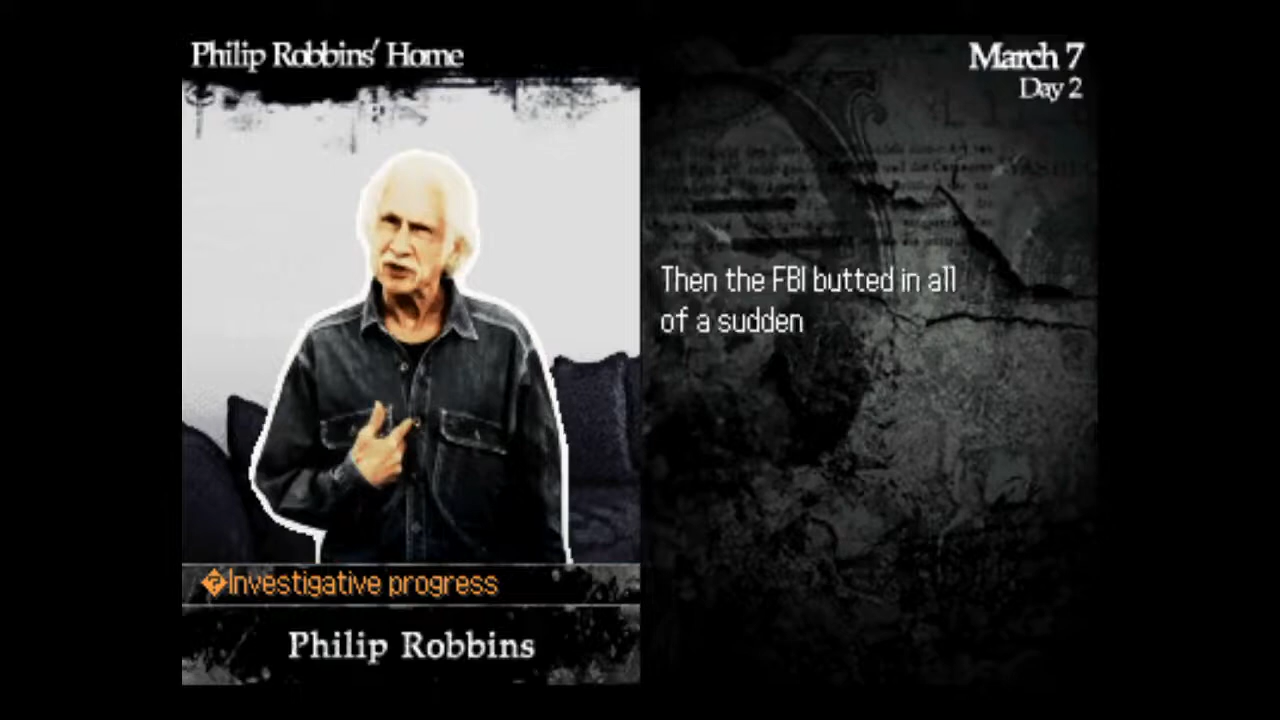 Philip Robbins' Home
March 7
Day 2
Then the FBI butted in all
of a sudden
Investigative progress
Philip Robbins